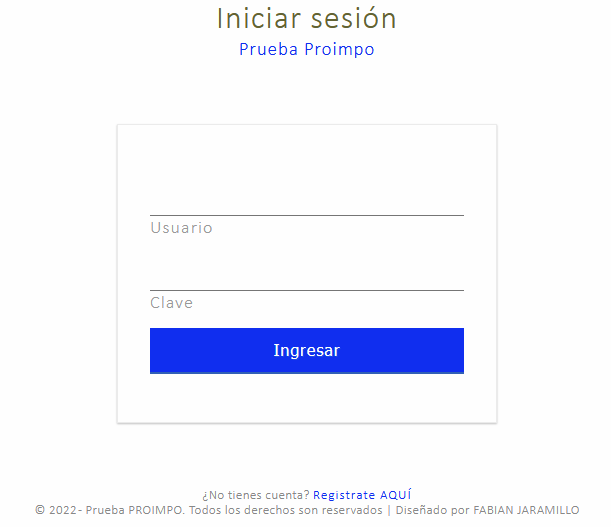 Iniciar sesión
Prueba Proimpo
Usuario
Clave
Ingresar
¿No tienes cuenta? Registrate AQUÍ
© 2022- Prueba PROIMPO. Todos los derechos son reservados | Diseñado por FABIAN JARAMILLO